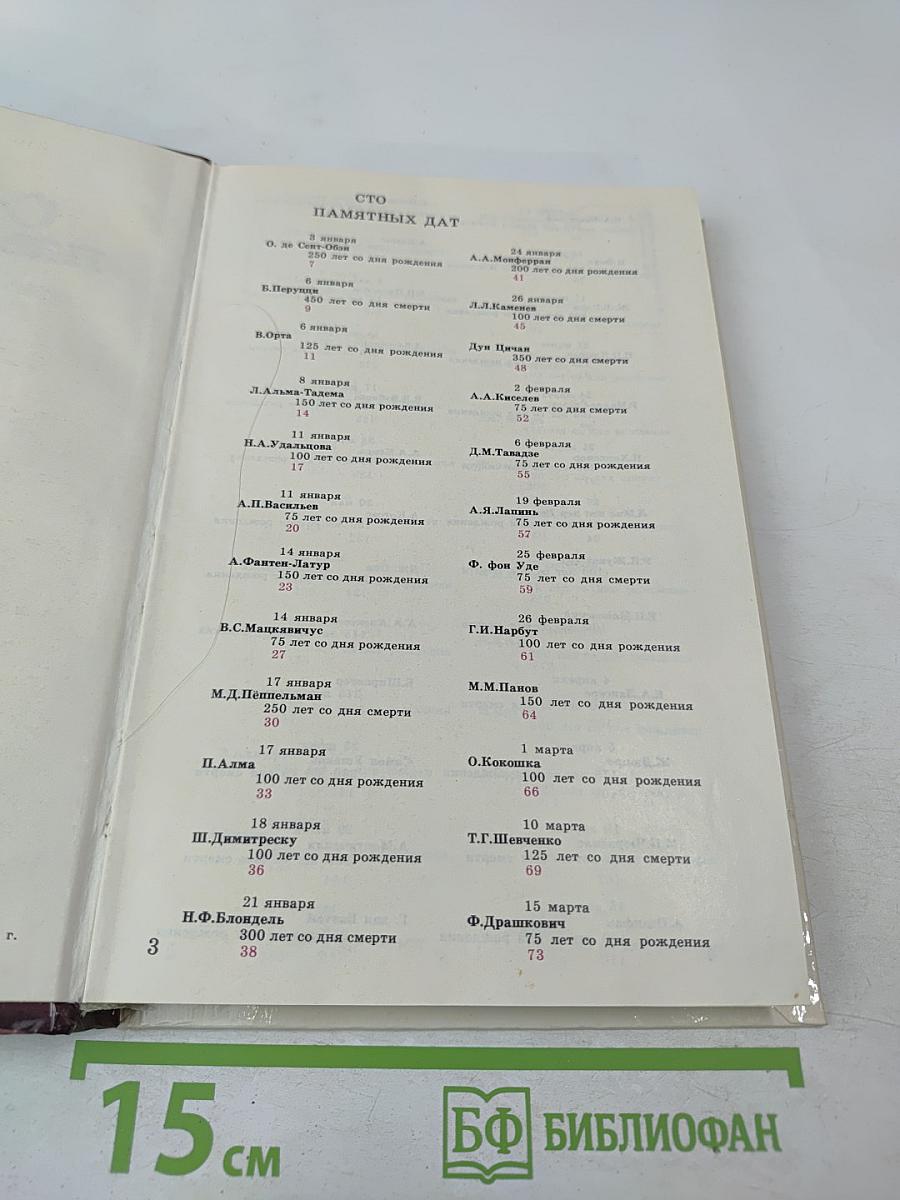 СТО
ПАМЯТНЫХ ДАТ
3 января
О. де Сент-Обэн
250 лет со дня рождения
7
6 января
Б.Перуцци
450 лет со дня смерти
9
6 января
В.Орта
125 лет со дня рождения
11
8 января
Л.Альма-Тадема
150 лет со дня рождения
14
11 января
Н.А.Удальцова
100 лет со дня рождения
17
11 января
А.П.Васильев
75 лет со дня рождения
20
14 января
А.Фантен-Латур
150 лет со дня рождения
23
14 января
В.С.Мацкявичус
75 лет со дня рождения
27
17 января
М.Д.Пёппельман
250 лет со дня смерти
30
17 января
П.Алма
100 лет со дня рождения
33
18 января
Ш.Димитреску
100 лет со дня рождения
36
21 января
Н.Ф.Блондель
300 лет со дня смерти
38
24 января
А.А.Монферран
200 лет со дня рождения
41
26 января
Л.Л.Каменев
100 лет со дня смерти
45
Дун Цичан
350 лет со дня смерти
48
2 февраля
А.А.Киселев
75 лет со дня смерти
52
6 февраля
Д.М.Тавадзе
75 лет со дня рождения
55
19 февраля
А.Я.Лапинь
75 лет со дня рождения
57
25 февраля
Ф. фон Уде
75 лет со дня смерти
59
26 февраля
Г.И.Нарбут
100 лет со дня рождения
61
М.М.Панов
150 лет со дня рождения
64
1 марта
О.Кокошка
100 лет со дня рождения
66
10 марта
Т.Г.Шевченко
125 лет со дня смерти
69
15 марта
Ф.Драшкович
75 лет со дня рождения
73
3
г.
15 см
БФ БИБЛИОФАН